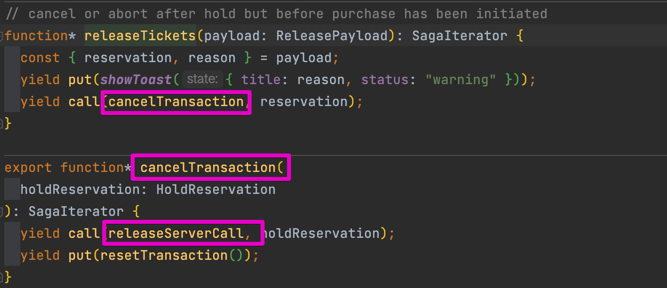 // cancel or abort after hold but before purchase has been initiated
function* releaseTickets(payload: ReleasePayload): SagaIterator {
const { reservation, reason } = payload;
yield put(showToast( state: { title: reason, status: "warning" }));
yield call(cancelTransaction, reservation);
}
export function* cancelTransaction(
holdReservation: HoldReservation
): SagaIterator {
yield call(releaseServerCall, holdReservation);
yield put(resetTransaction());
}